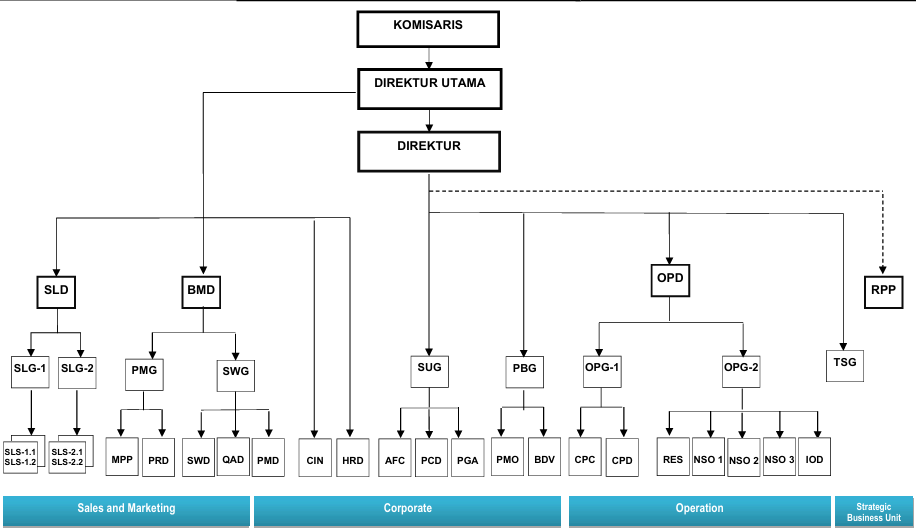 KOMISARIS
DIREKTUR UTAMA
DIREKTUR
SLD
BMD
OPD
RPP
SLG-1
SLG-2
PMG
SWG
SUG
PBG
OPG-1
OPG-2
TSG
SLS-1.1
SLS-1.2
SLS-2.1
SLS-2.2
MPP
PRD
SWD
QAD
PMD
CIN
HRD
AFC
PCD
PGA
PMO
BDV
CPC
CPD
RES
NSO 1
NSO 2
NSO 3
IOD
Sales and Marketing
Corporate
Operation
Strategic
Business Unit